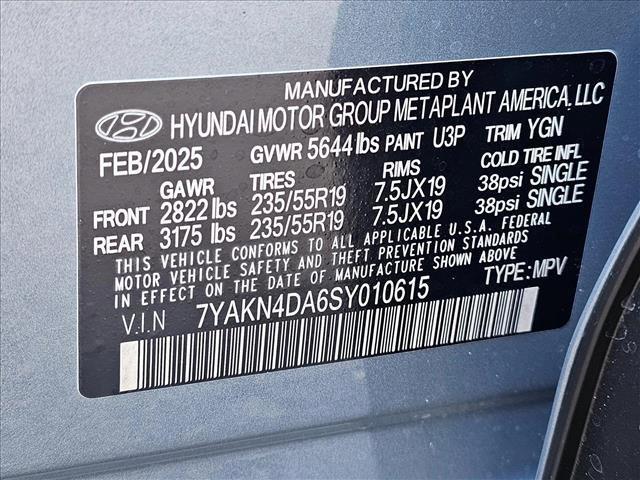 MANUFACTURED BY
HYUNDAI MOTOR GROUP METAPLANT AMERICA, LLC
FEB/2025 GVWR 5644 lbs PAINT U3P TRIM YGN
GAWR TIRES RIMS COLD TIRE INFL
FRONT 2822 lbs 235/55R19 7.5JX19 38psi SINGLE
REAR 3175 lbs 235/55R19 7.5JX19 38psi SINGLE
THIS VEHICLE CONFORMS TO ALL APPLICABLE U.S.A. FEDERAL
MOTOR VEHICLE SAFETY AND THEFT PREVENTION STANDARDS
IN EFFECT ON THE DATE OF MANUFACTURE SHOWN ABOVE.
V.I.N 7YAKN4DA6SY010615 TYPE: MPV